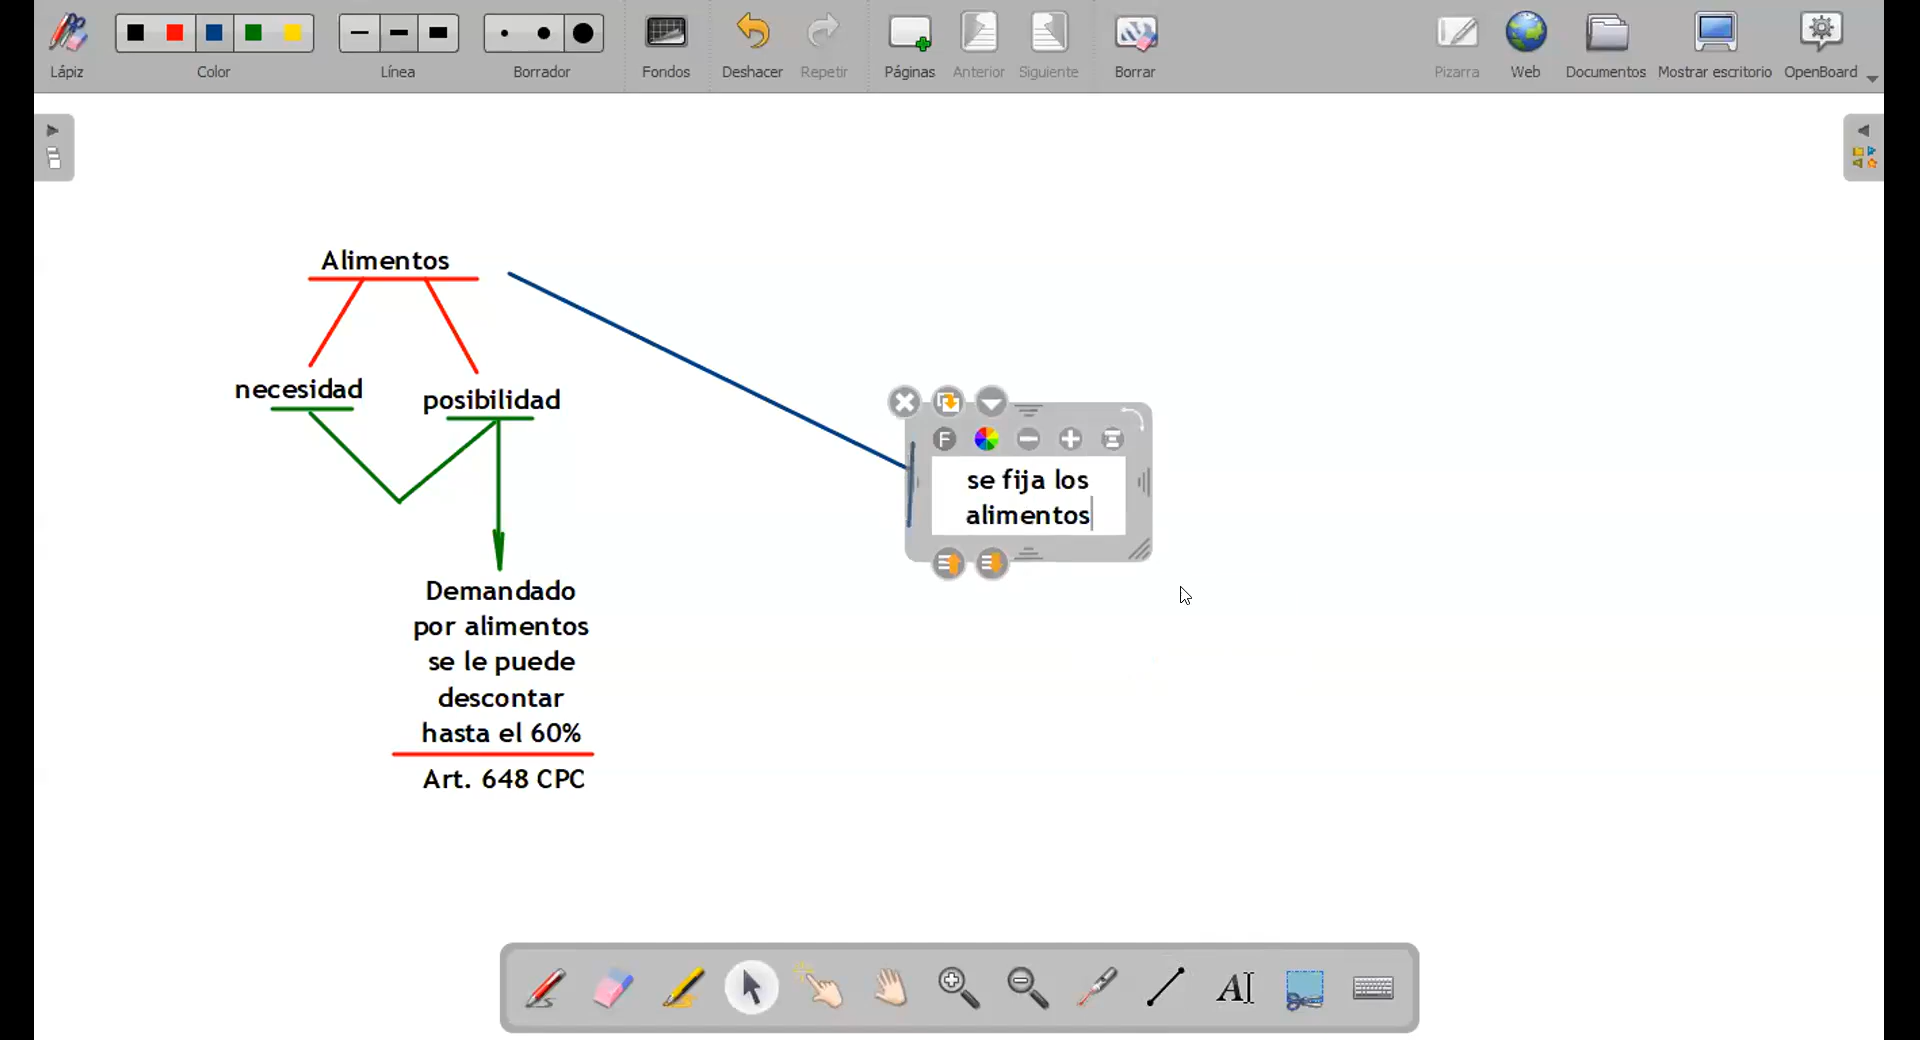 Lápiz
Color
Línea
Borrador
Fondos
Deshacer
Repetir
Páginas
Anterior
Siguiente
Borrar
Pizarra
Web
Documentos
Mostrar escritorio
OpenBoard
Alimentos
necesidad
posibilidad
F
se fija los
alimentos
Demandado
por alimentos
se le puede
descontar
hasta el 60%
Art. 648 CPC
A